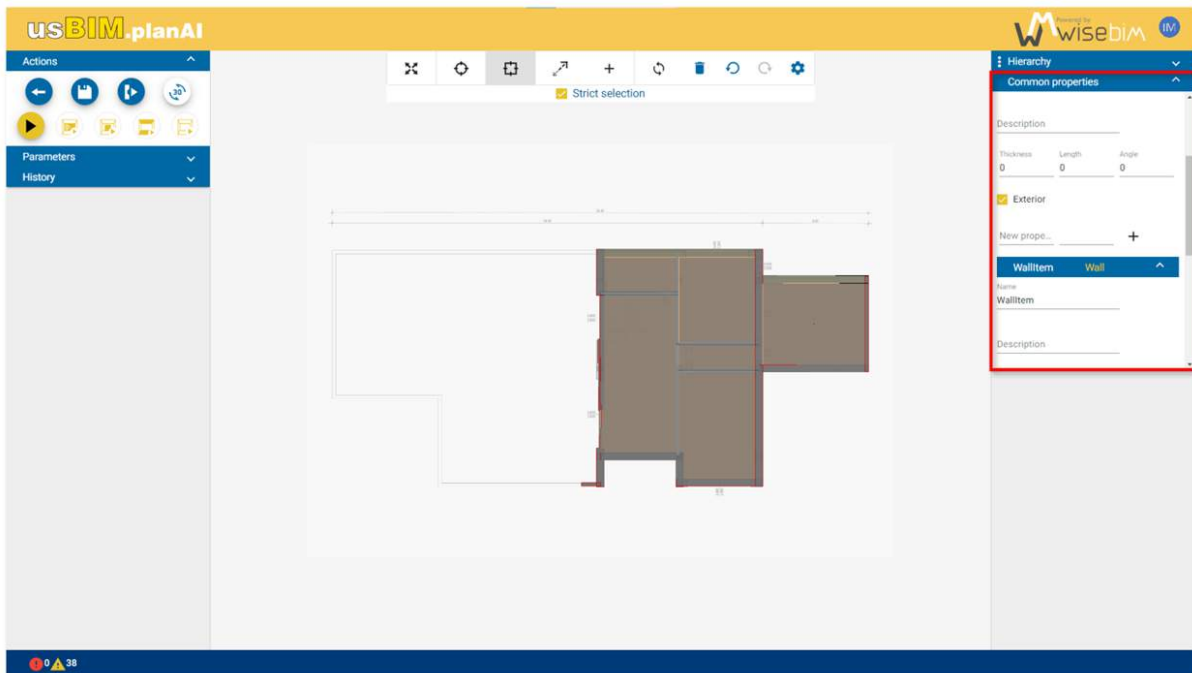 usBIM.planAI
Powered by
wisebim
IM
Actions
30
Parameters
History
Strict selection
Hierarchy
Common properties
Description
Thickness Length Angle
0 0 0
Exterior
New prope...
WallItem Wall
Name
WallItem
Description
0 38